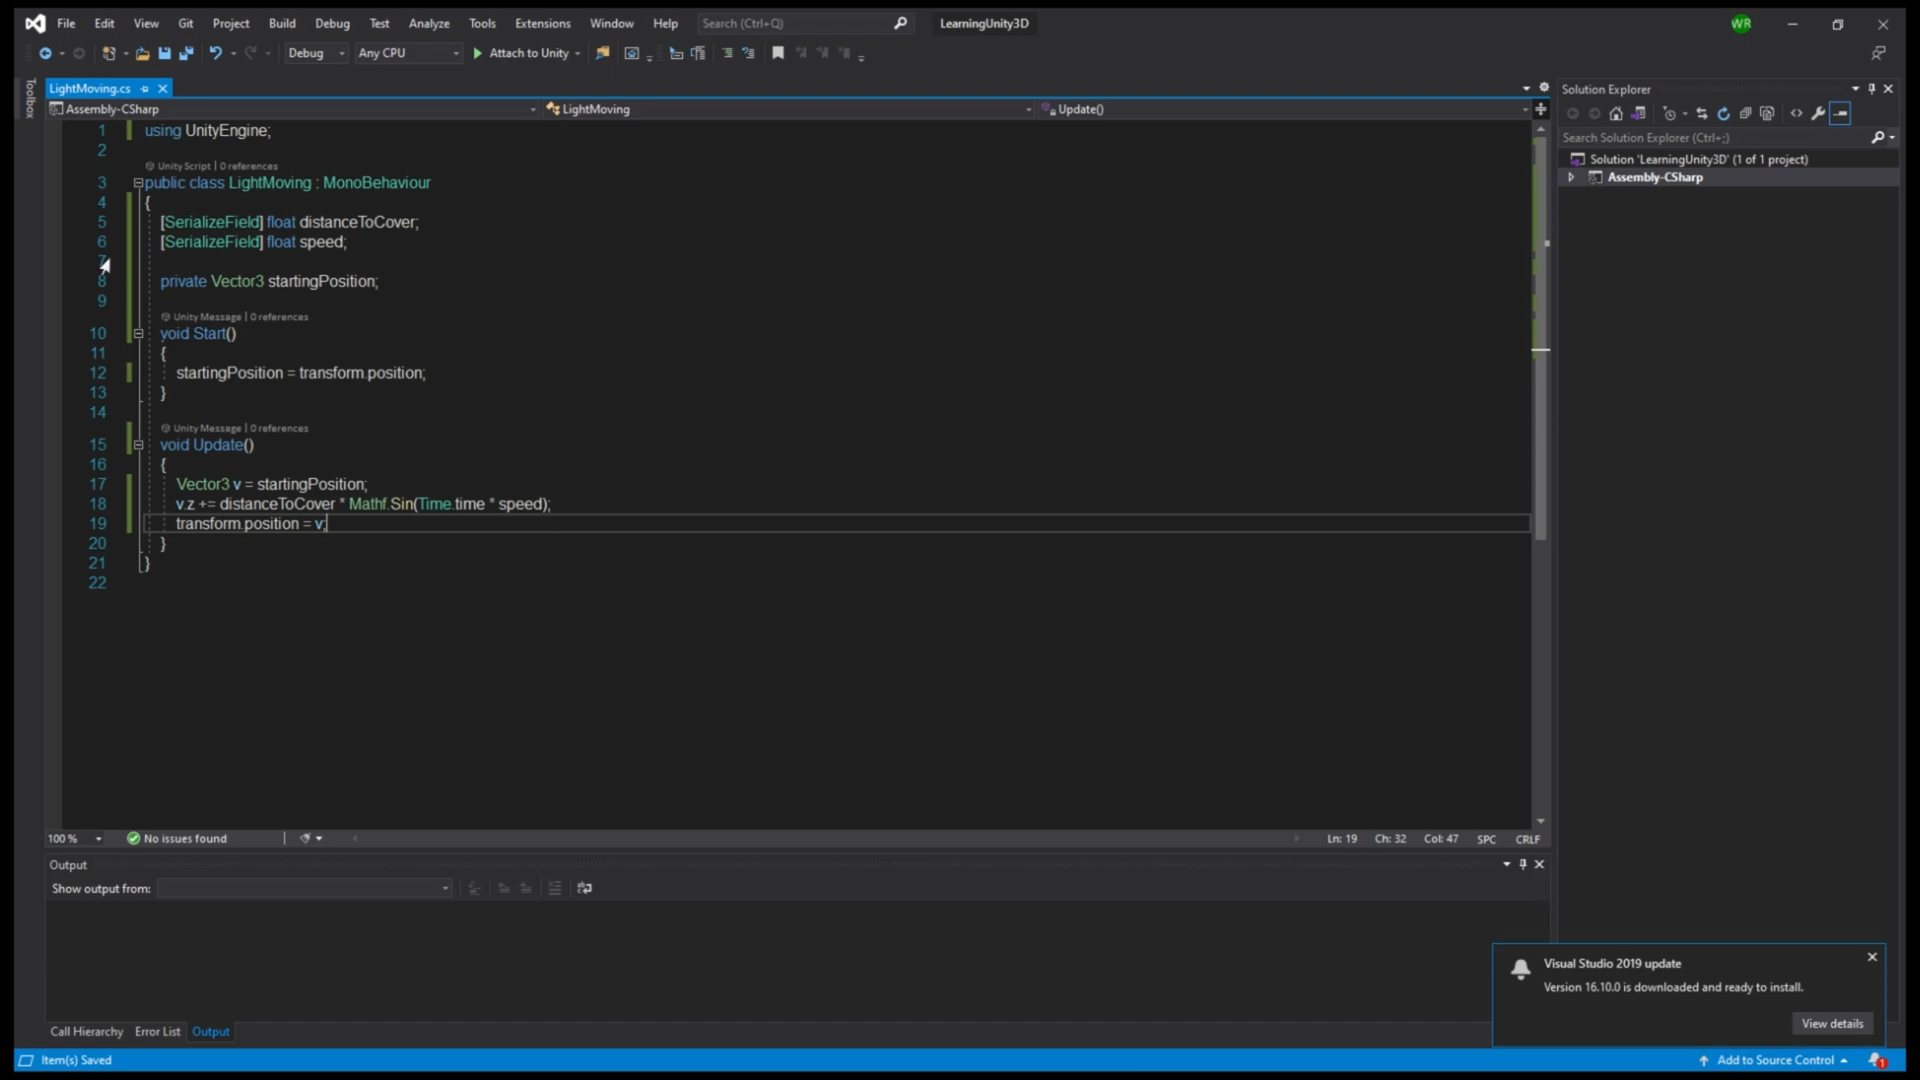 File Edit View Git Project Build Debug Test Analyze Tools Extensions Window Help Search (Ctrl+Q) LearningUnity3D WR
Debug Any CPU Attach to Unity
Toolbox
LightMoving.cs
Assembly-CSharp LightMoving Update()
1 using UnityEngine;
2
Unity Script | 0 references
3 public class LightMoving : MonoBehaviour
4 {
5 [SerializeField] float distanceToCover;
6 [SerializeField] float speed;
7
8 private Vector3 startingPosition;
9
Unity Message | 0 references
10 void Start()
11 {
12 startingPosition = transform.position;
13 }
14
Unity Message | 0 references
15 void Update()
16 {
17 Vector3 v = startingPosition;
18 v.z += distanceToCover * Mathf.Sin(Time.time * speed);
19 transform.position = v;
20 }
21 }
22
100 % No issues found Ln: 19 Ch: 32 Col: 47 SPC CRLF
Output
Show output from:
Call Hierarchy Error List Output
Item(s) Saved
Solution Explorer
Search Solution Explorer (Ctrl+;)
Solution 'LearningUnity3D' (1 of 1 project)
Assembly-CSharp
Visual Studio 2019 update
Version 16.10.0 is downloaded and ready to install.
View details
Add to Source Control 1